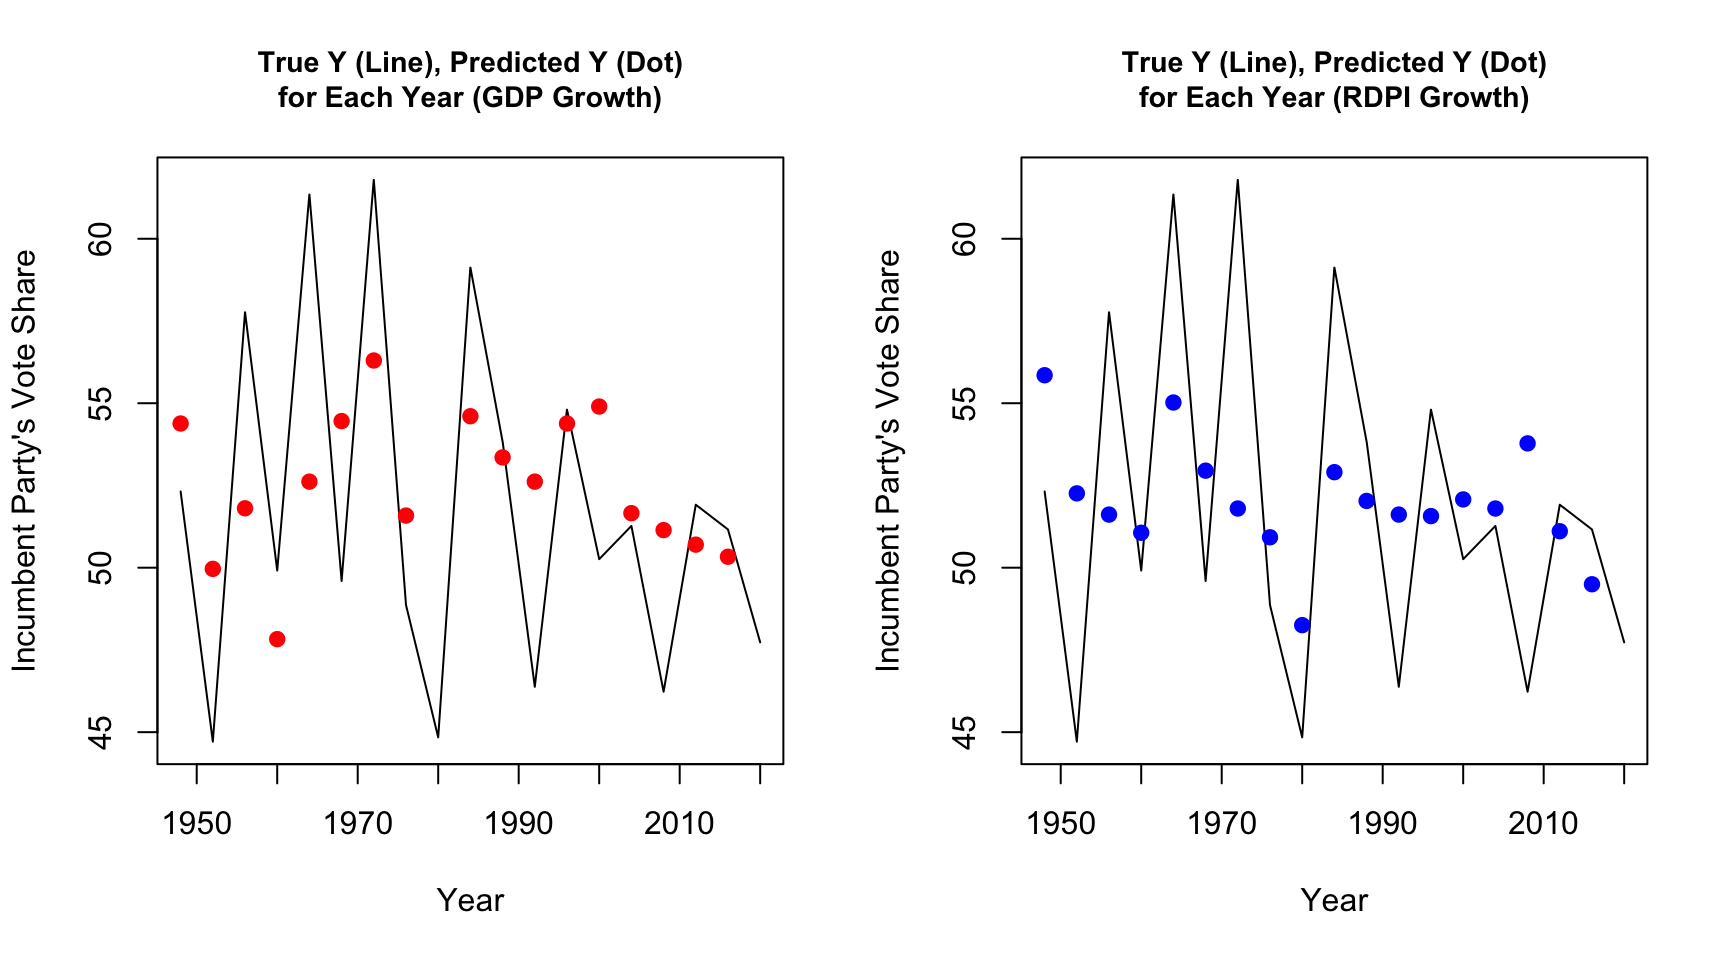 True Y (Line), Predicted Y (Dot)
for Each Year (GDP Growth)
Incumbent Party's Vote Share
60
55
50
45
1950
1970
1990
2010
Year
True Y (Line), Predicted Y (Dot)
for Each Year (RDPI Growth)
Incumbent Party's Vote Share
60
55
50
45
1950
1970
1990
2010
Year